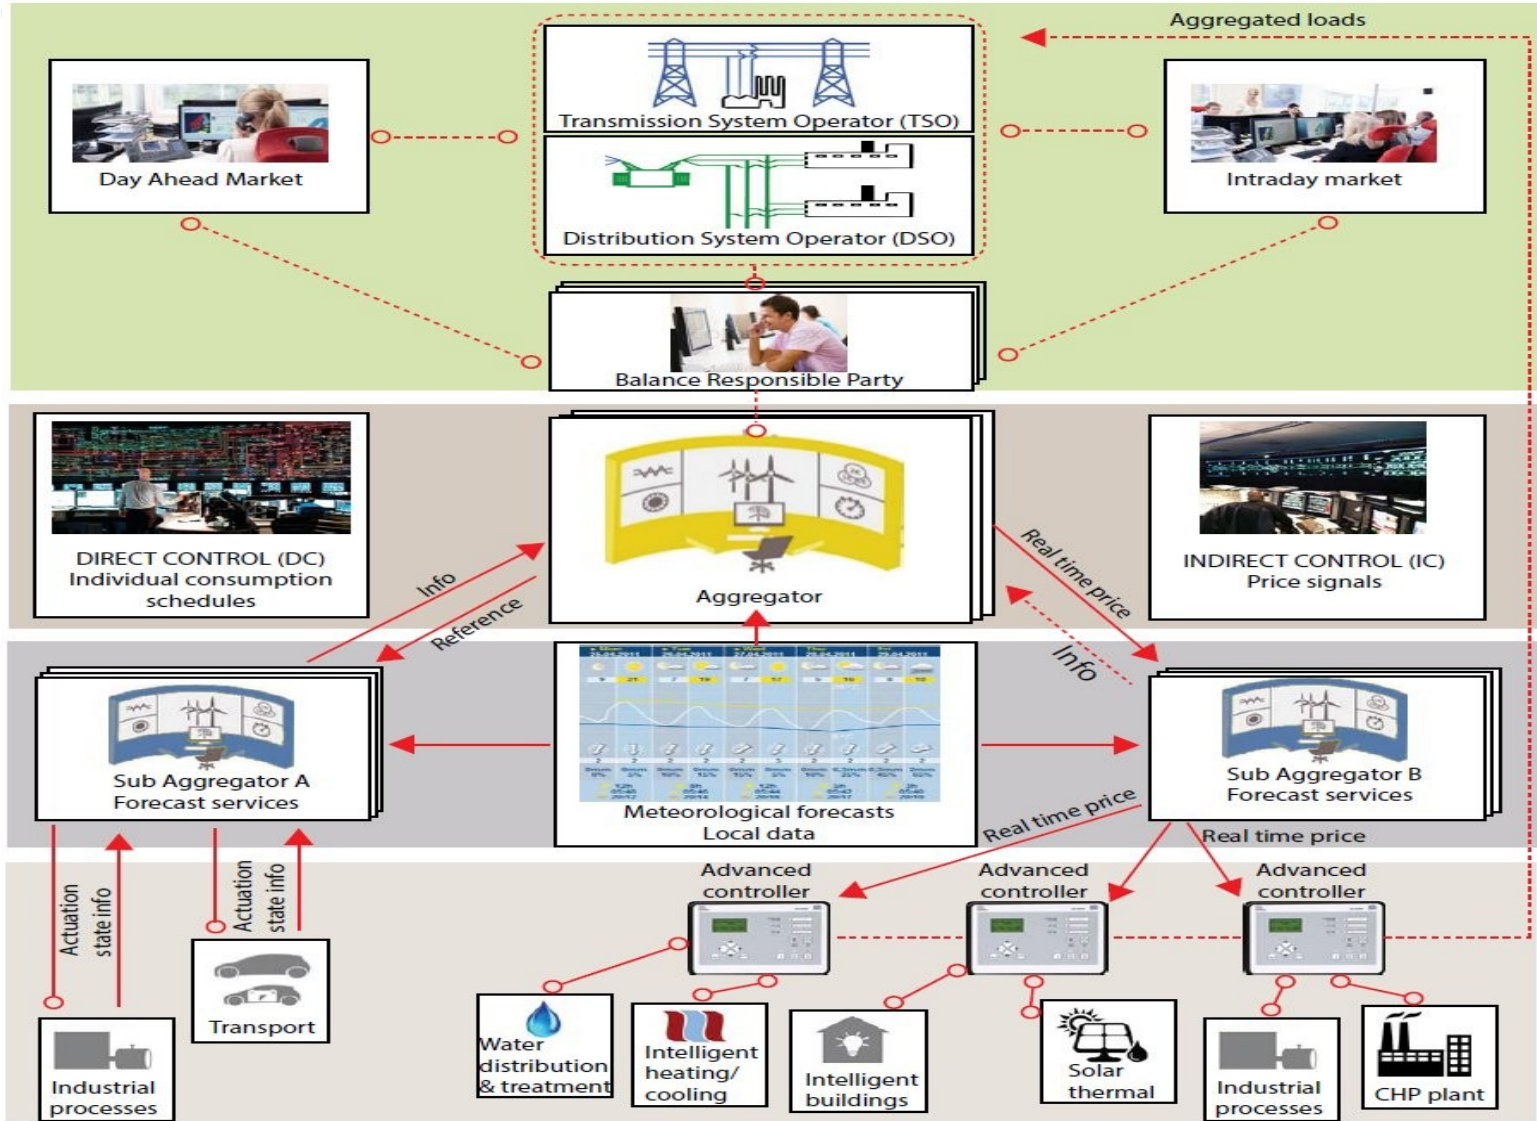 Aggregated loads
Transmission System Operator (TSO)
Day Ahead Market
Intraday market
Distribution System Operator (DSO)
Balance Responsible Party
DIRECT CONTROL (DC)
Individual consumption
schedules
Info
Reference
Aggregator
Real time price
Info
INDIRECT CONTROL (IC)
Price signals
Sub Aggregator A
Forecast services
Meteorological forecasts
Local data
Sub Aggregator B
Forecast services
Real time price
Real time price
Actuation
state info
Actuation
state info
Advanced
controller
Advanced
controller
Advanced
controller
Industrial
processes
Transport
Water
distribution
& treatment
Intelligent
heating/
cooling
Intelligent
buildings
Solar
thermal
Industrial
processes
CHP plant